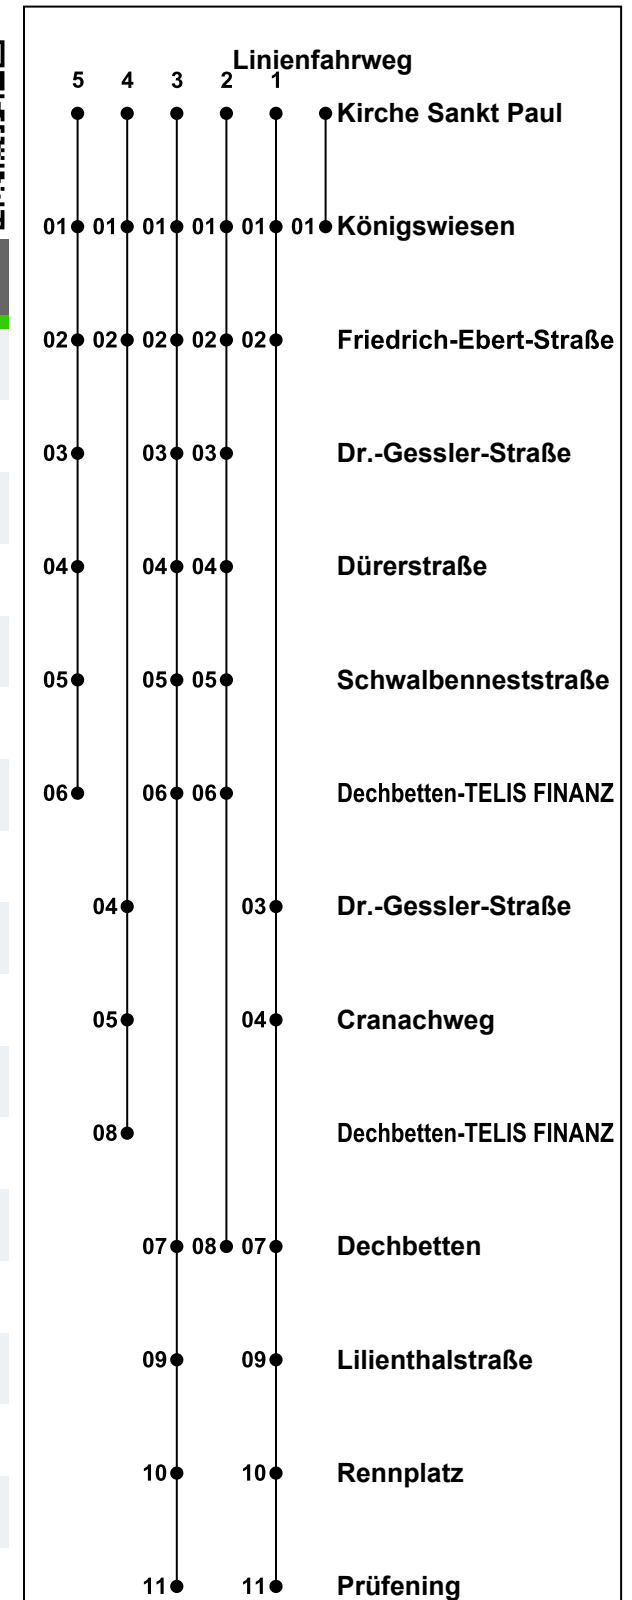 Linienfahrweg
5 4 3 2 1
Kirche Sankt Paul
01 01 01 01 01 01 Königswiesen
02 02 02 02 02 Friedrich-Ebert-Straße
03 03 03 Dr.-Gessler-Straße
04 04 04 Dürerstraße
05 05 05 Schwalbenneststraße
06 06 06 Dechbetten-TELIS FINANZ
04 03 Dr.-Gessler-Straße
05 04 Cranachweg
08 Dechbetten-TELIS FINANZ
07 08 07 Dechbetten
09 09 Lilienthalstraße
10 10 Rennplatz
11 11 Prüfening